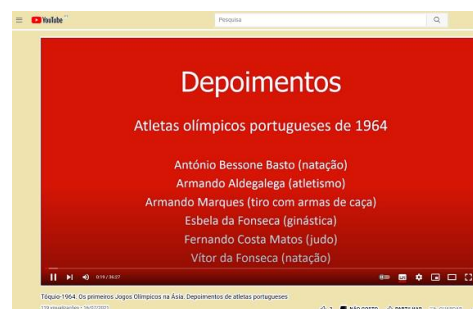 YouTube
Pesquisa
Depoimentos
Atletas olímpicos portugueses de 1964
António Bessone Basto (natação)
Armando Aldegalega (atletismo)
Armando Marques (tiro com armas de caça)
Esbela da Fonseca (ginástica)
Fernando Costa Matos (judo)
Vítor da Fonseca (natação)
Tóquio-1964. Os primeiros Jogos Olímpicos na Ásia. Depoimentos de atletas portugueses
NÃO GOSTO
PARTILHAR